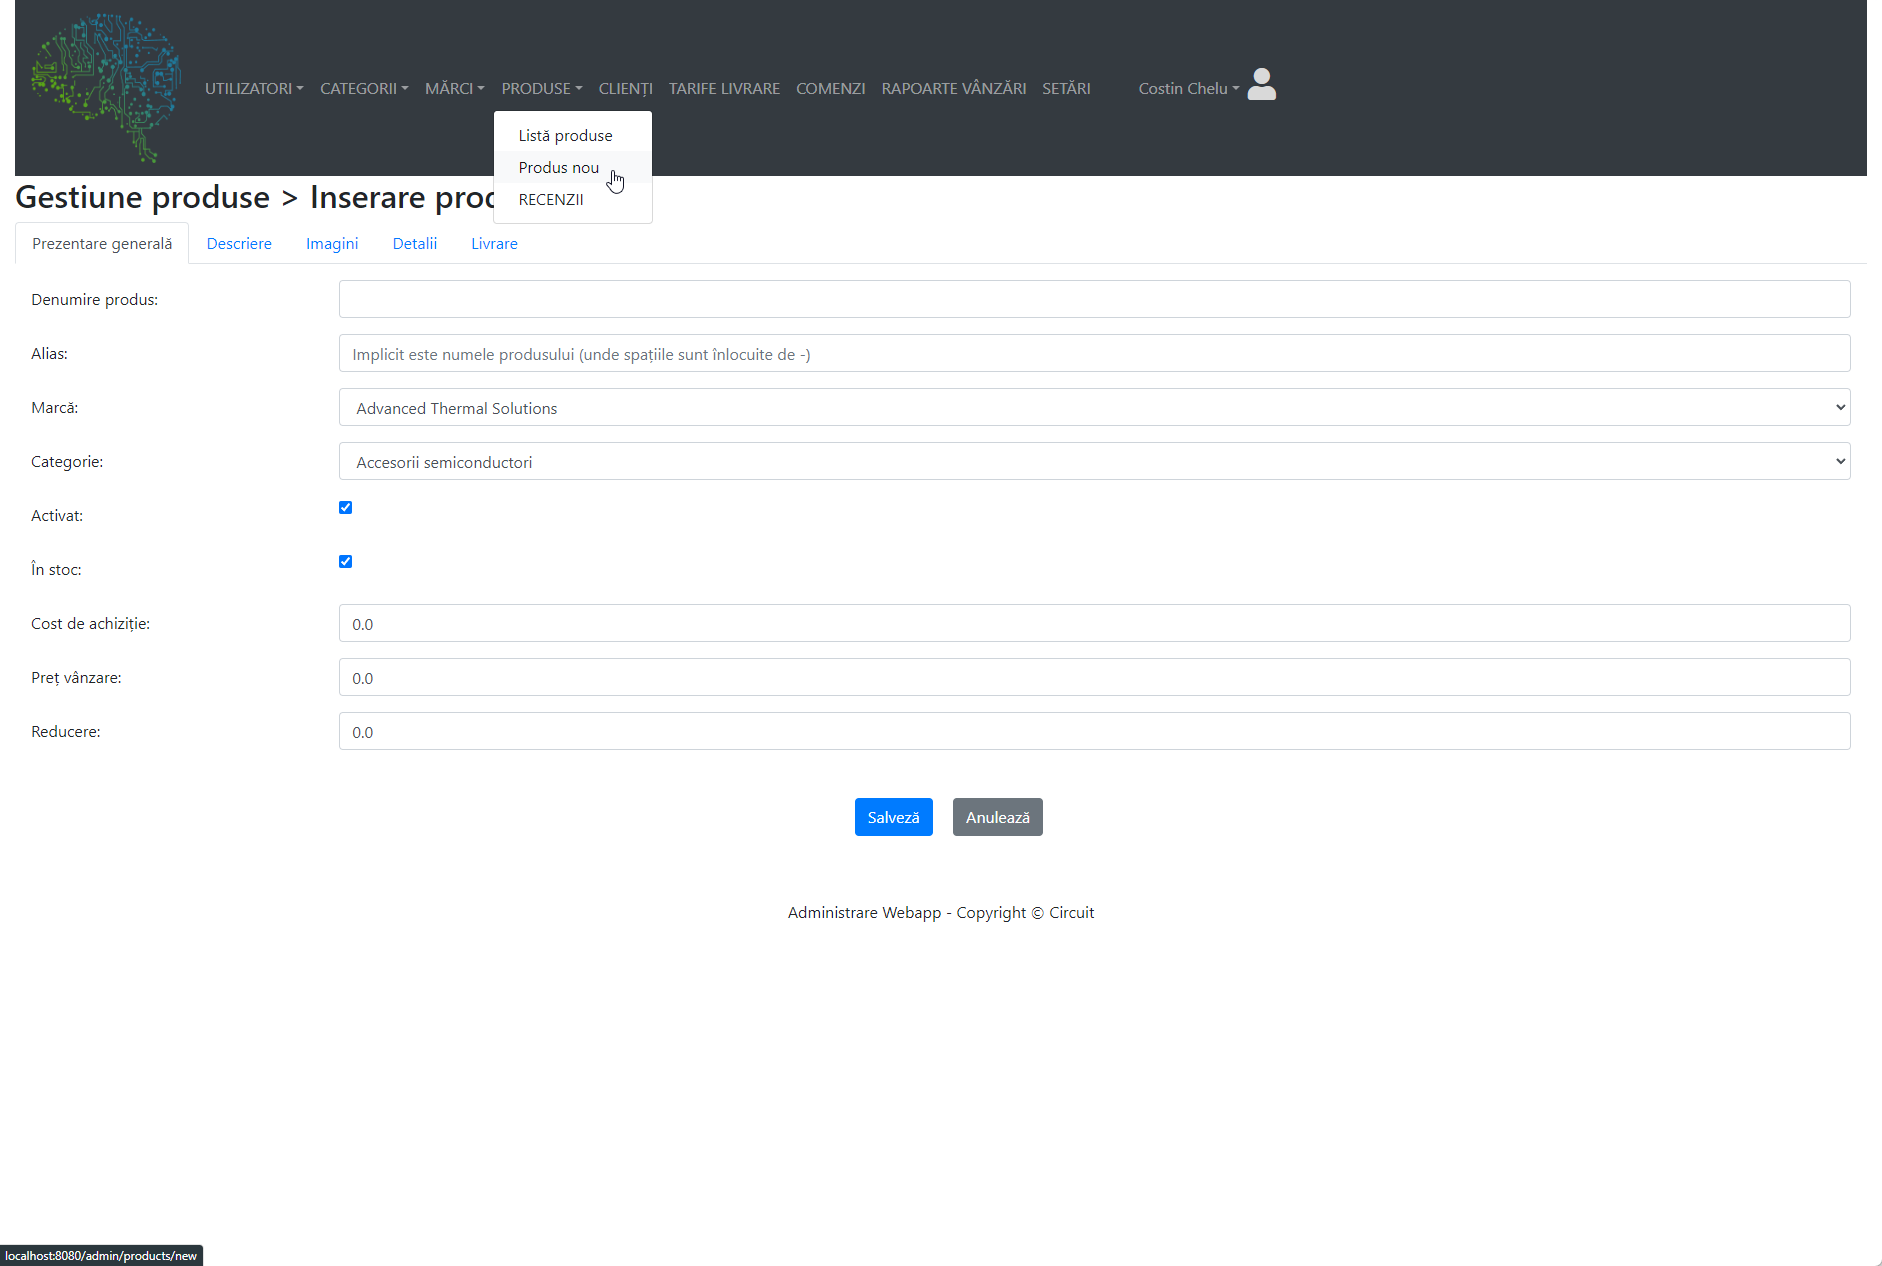 UTILIZATORI CATEGORII MĂRCI PRODUSE CLIENȚI TARIFE LIVRARE COMENZI RAPOARTE VÂNZĂRI SETĂRI Costin Chelu
Listă produse
Produs nou
RECENZII
Gestiune produse > Inserare
Prezentare generală Descriere Imagini Detalii Livrare
Denumire produs:
Alias: Implicit este numele produsului (unde spațiile sunt înlocuite de -)
Marcă: Advanced Thermal Solutions
Categorie: Accesorii semiconductori
Activat:
În stoc:
Cost de achiziție: 0.0
Preț vânzare: 0.0
Reducere: 0.0
Salveză Anulează
Administrare Webapp - Copyright © Circuit
localhost:8080/admin/products/new